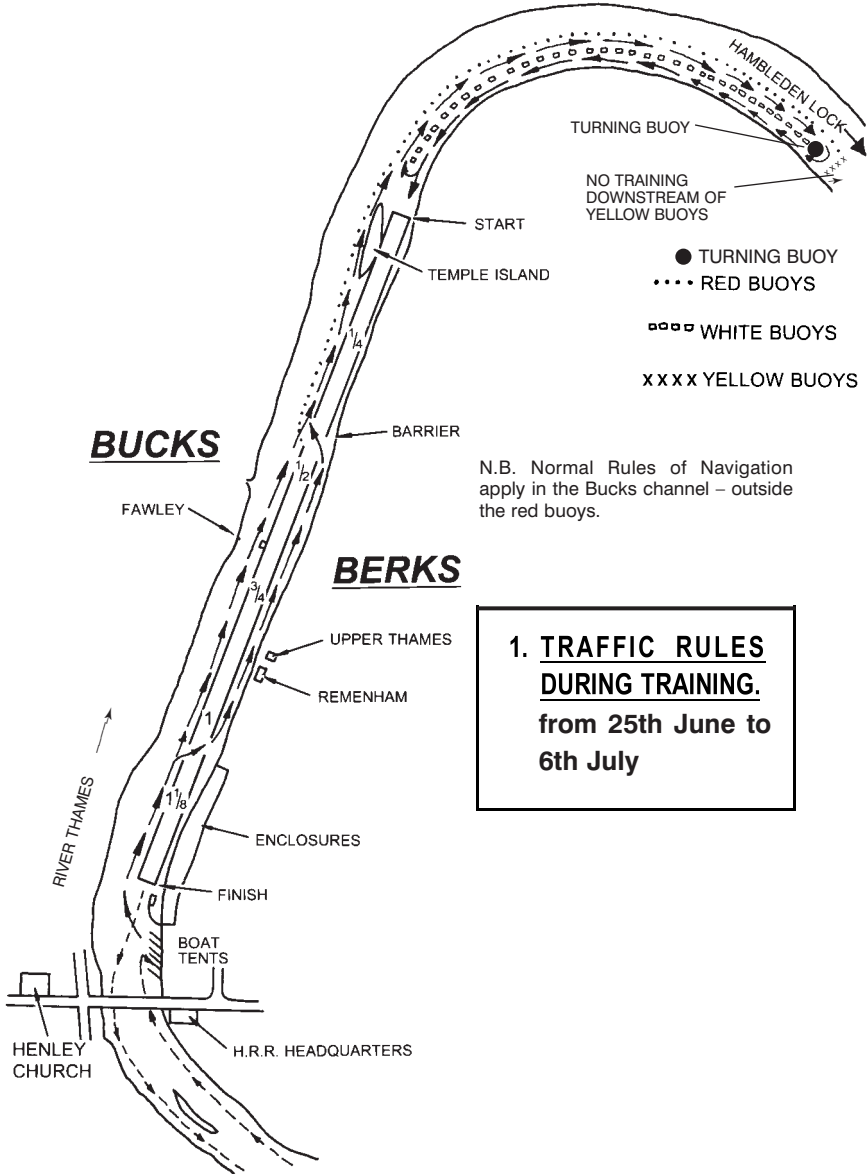 HAMBLEDEN LOCK
TURNING BUOY
NO TRAINING
DOWNSTREAM OF
YELLOW BUOYS
xxxx
START
TURNING BUOY
TEMPLE ISLAND
RED BUOYS
1/4
WHITE BUOYS
xxxx YELLOW BUOYS
BARRIER
BUCKS
1/2
N.B. Normal Rules of Navigation
apply in the Bucks channel – outside
the red buoys.
FAWLEY
BERKS
3/4
UPPER THAMES
REMENHAM
1. TRAFFIC RULES
DURING TRAINING.
from 25th June to
6th July
1
1 1/8
RIVER THAMES
ENCLOSURES
FINISH
BOAT
TENTS
HENLEY
CHURCH
H.R.R. HEADQUARTERS